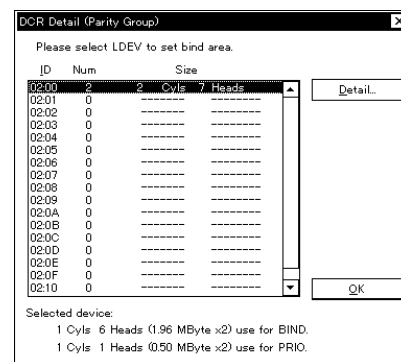 DCR Detail (Parity Group)
Please select LDEV to set bind area.
ID Num Size
02:00 2 2 Cyls 7 Heads
02:01 0 ------- -------
02:02 0 ------- -------
02:03 0 ------- -------
02:04 0 ------- -------
02:05 0 ------- -------
02:06 0 ------- -------
02:07 0 ------- -------
02:08 0 ------- -------
02:09 0 ------- -------
02:0A 0 ------- -------
02:0B 0 ------- -------
02:0C 0 ------- -------
02:0D 0 ------- -------
02:0E 0 ------- -------
02:0F 0 ------- -------
02:10 0 ------- -------
Detail...
OK
Selected device:
1 Cyls 6 Heads (1.96 MByte x2) use for BIND.
1 Cyls 1 Heads (0.50 MByte x2) use for PRIO.